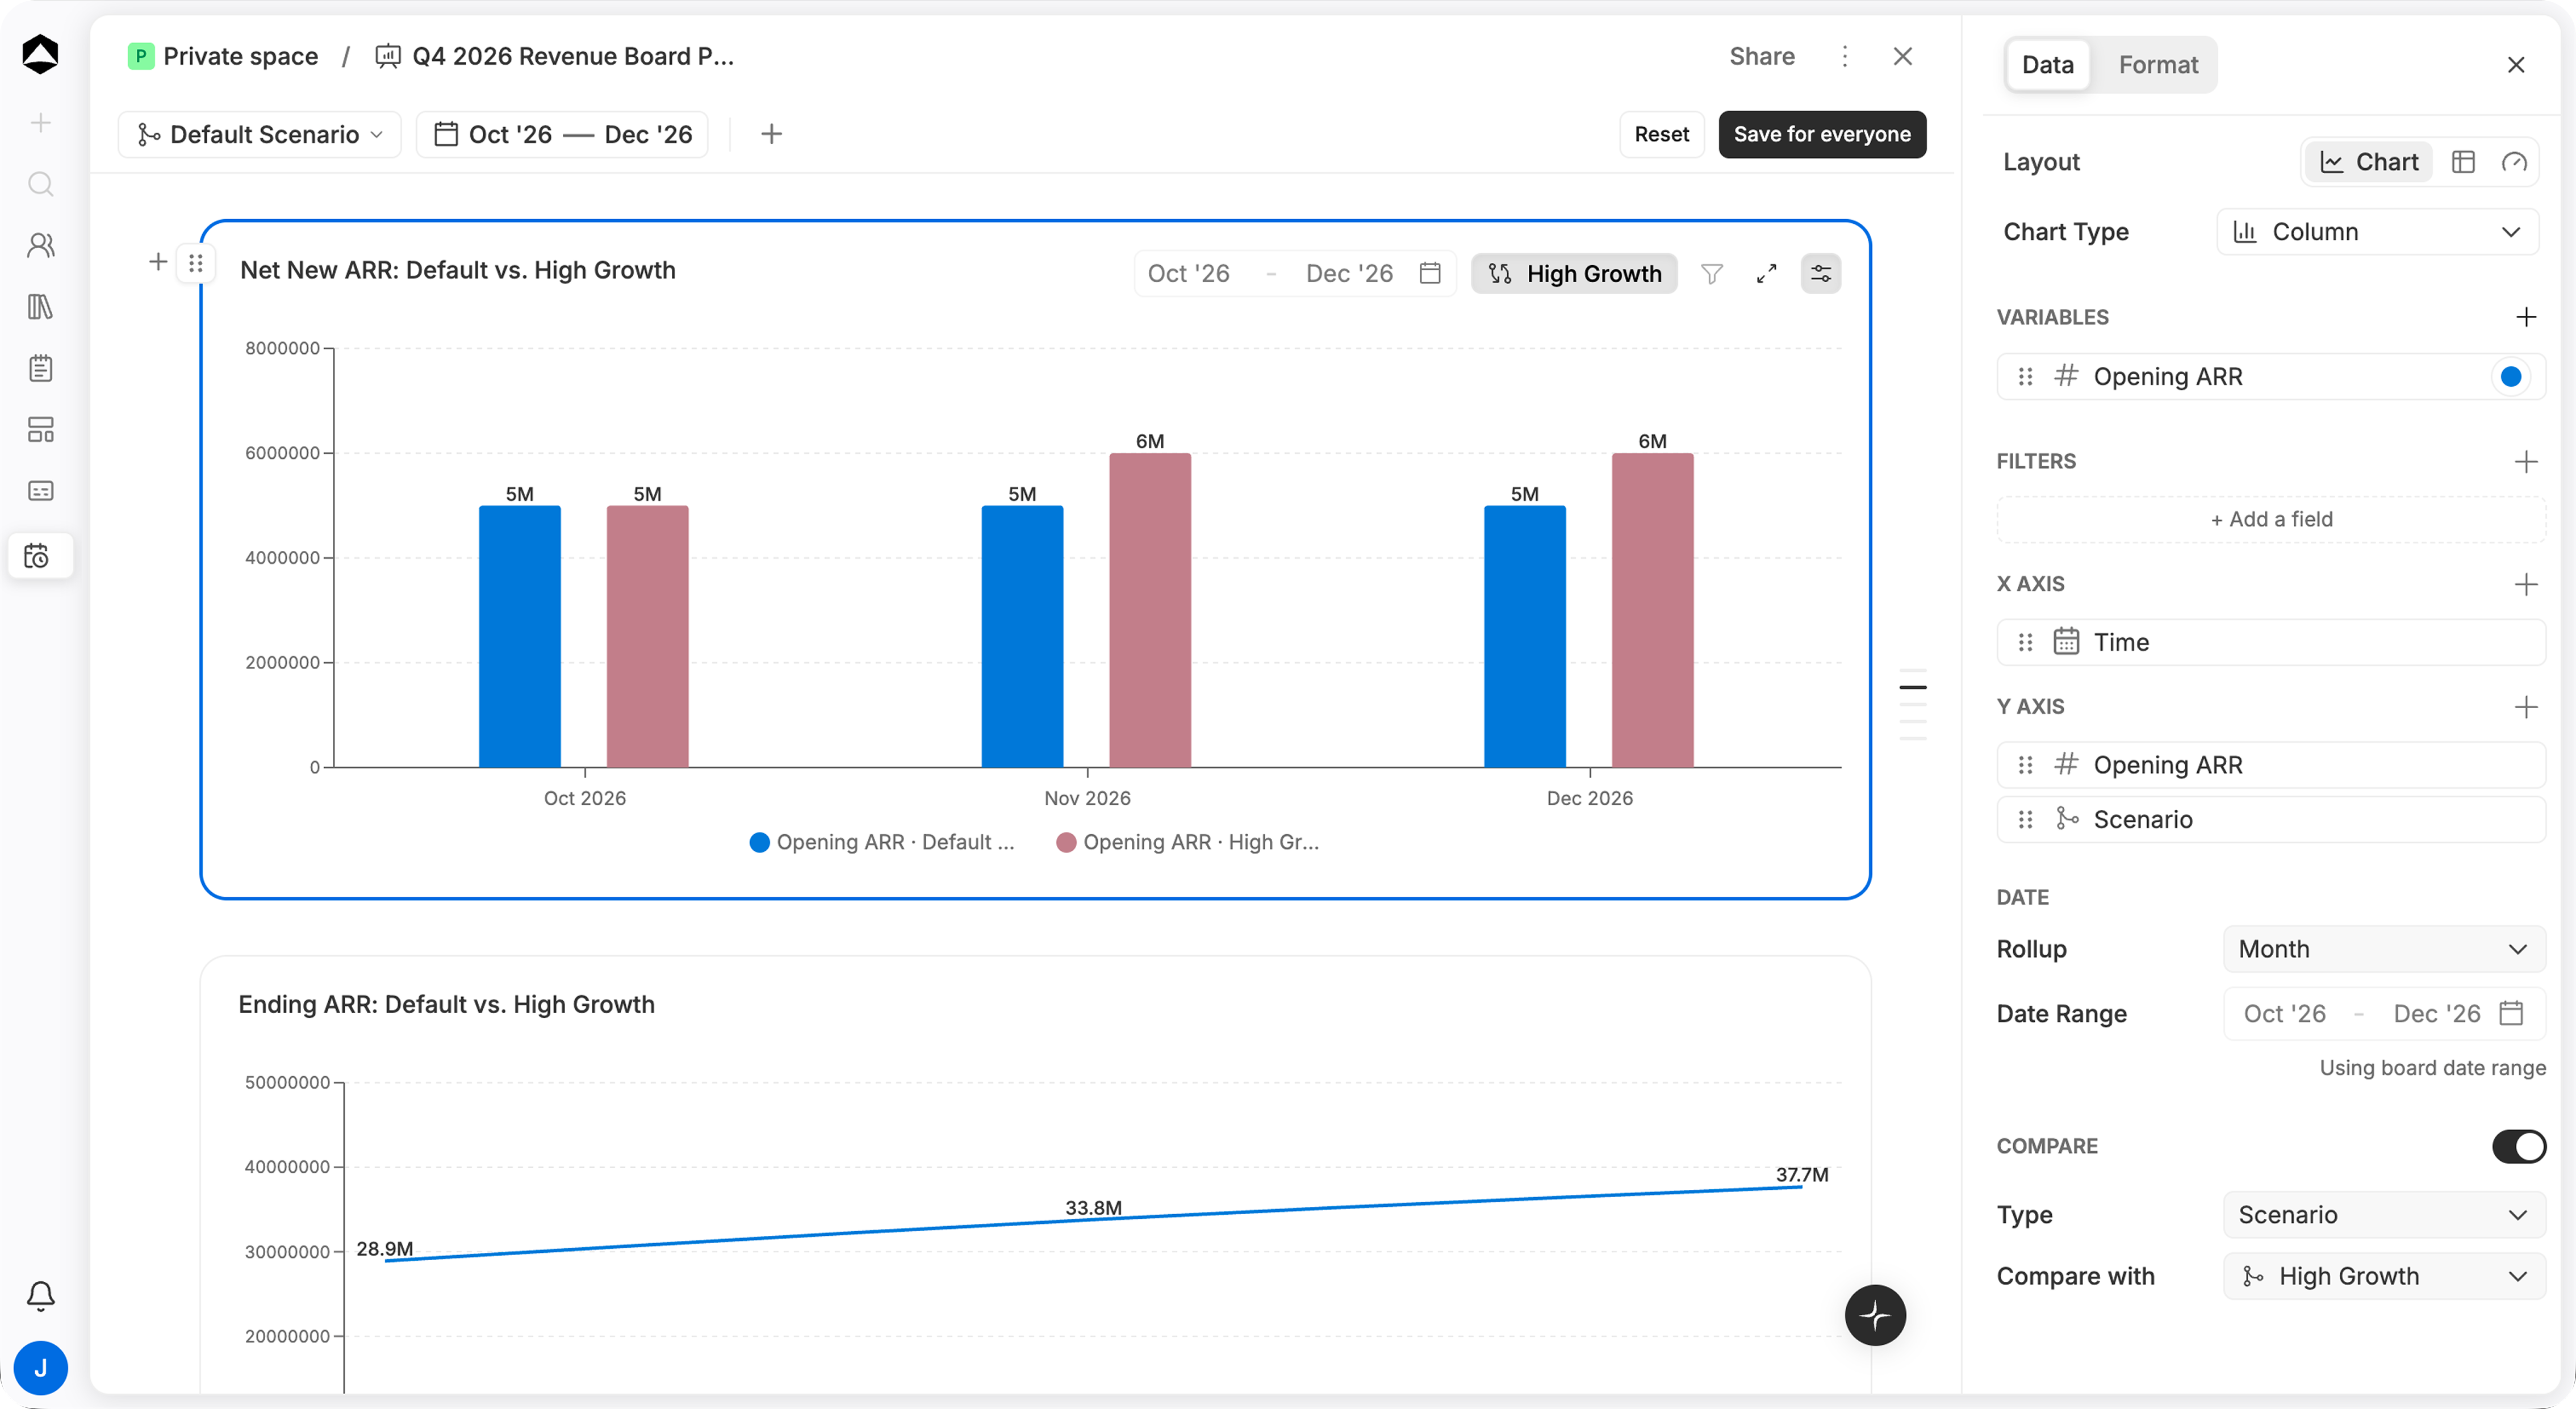 P Private space / Q4 2026 Revenue Board P...
Share
Default Scenario
Oct '26 — Dec '26
Reset
Save for everyone
Net New ARR: Default vs. High Growth
Oct '26 - Dec '26
High Growth
8000000
6000000
4000000
2000000
0
5M 5M
5M 6M
5M 6M
Oct 2026
Nov 2026
Dec 2026
Opening ARR · Default ...
Opening ARR · High Gr...
Ending ARR: Default vs. High Growth
50000000
40000000
30000000
20000000
28.9M
33.8M
37.7M
J
Data
Format
Layout
Chart
Chart Type
Column
VARIABLES
Opening ARR
FILTERS
+ Add a field
X AXIS
Time
Y AXIS
Opening ARR
Scenario
DATE
Rollup
Month
Date Range
Oct '26 - Dec '26
Using board date range
COMPARE
Type
Scenario
Compare with
High Growth